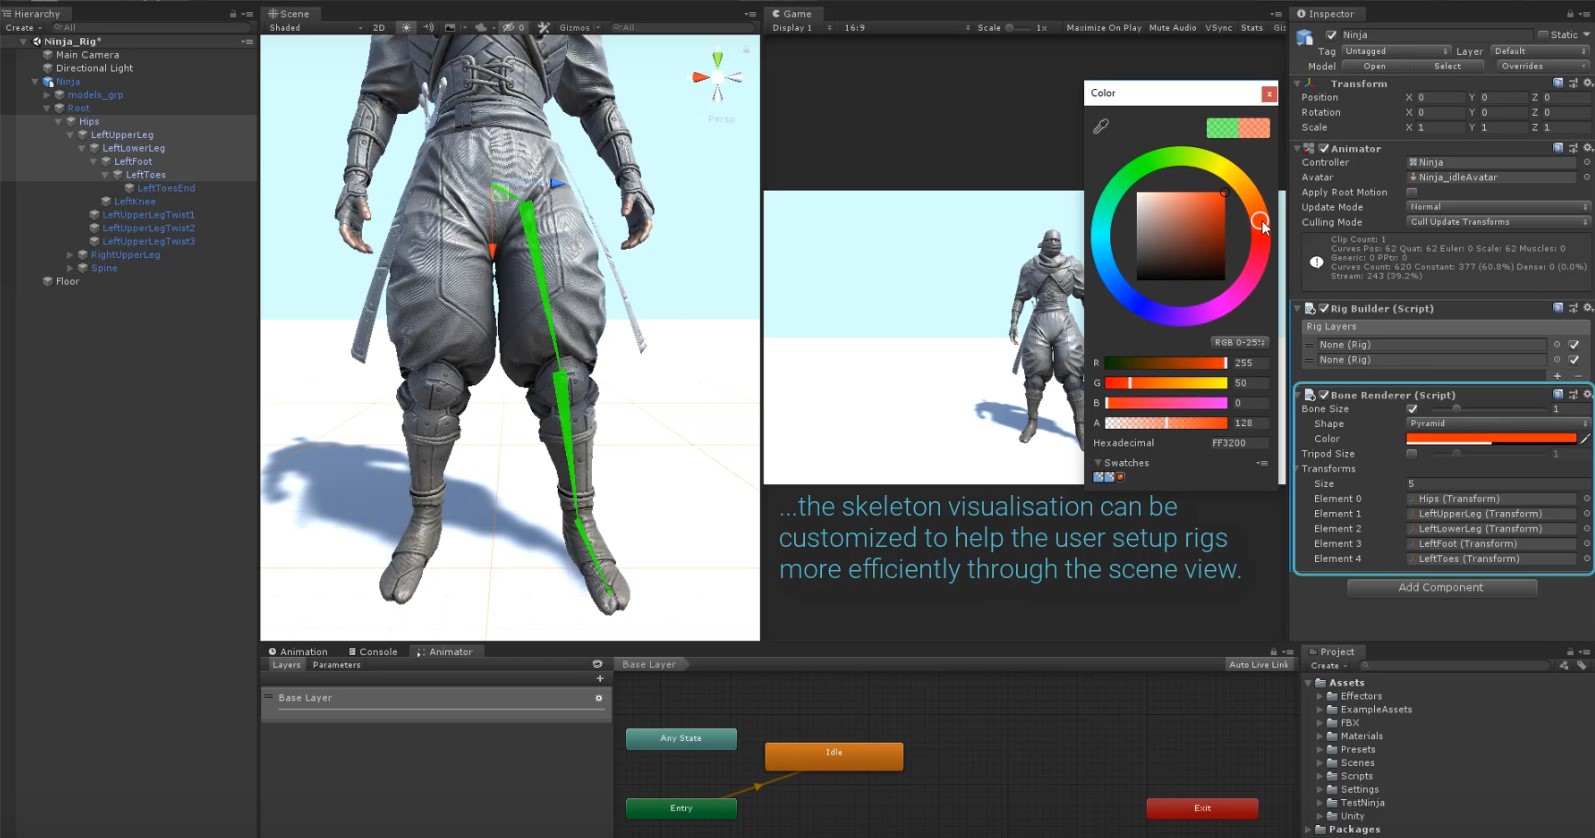 Hierarchy
Create
All
Ninja_Rig*
Main Camera
Directional Light
Ninja
models_grp
Root
Hips
LeftUpperLeg
LeftLowerLeg
LeftFoot
LeftToes
LeftToesEnd
LeftKnee
LeftUpperLegTwist1
LeftUpperLegTwist2
LeftUpperLegTwist3
RightUpperLeg
Spine
Floor
Scene
Shaded 2D 0 Gizmos All
Persp
Game
Display 1 16:9 Scale 1x Maximize On Play Mute Audio VSync Stats Giz
Color
RGB 0-255
R 255
G 50
B 0
A 128
Hexadecimal FF3200
Swatches
...the skeleton visualisation can be
customized to help the user setup rigs
more efficiently through the scene view.
Inspector
Ninja Static
Tag Untagged Layer Default
Model Open Select Overrides
Transform
Position X 0 Y 0 Z 0
Rotation X 0 Y 0 Z 0
Scale X 1 Y 1 Z 1
Animator
Controller Ninja
Avatar Ninja_idleAvatar
Apply Root Motion
Update Mode Normal
Culling Mode Cull Update Transforms
Clip Count: 1
Curves Pos: 62 Quat: 62 Euler: 0 Scale: 62 Muscles: 0
Generic: 0 PPtr: 0
Curves Count: 620 Constant: 377 (60.8%) Dense: 0 (0.0%)
Stream: 243 (39.2%)
Rig Builder (Script)
Rig Layers
None (Rig)
None (Rig)
Bone Renderer (Script)
Bone Size 1
Shape Pyramid
Color
Tripod Size 1
Transforms
Size 5
Element 0 Hips (Transform)
Element 1 LeftUpperLeg (Transform)
Element 2 LeftLowerLeg (Transform)
Element 3 LeftFoot (Transform)
Element 4 LeftToes (Transform)
Add Component
Animation Console Animator
Layers Parameters
Base Layer Auto Live Link
Base Layer
Any State
Idle
Entry
Exit
Project
Create
Assets
Effectors
ExampleAssets
FBX
Materials
Presets
Scenes
Scripts
Settings
TestNinja
Unity
Packages